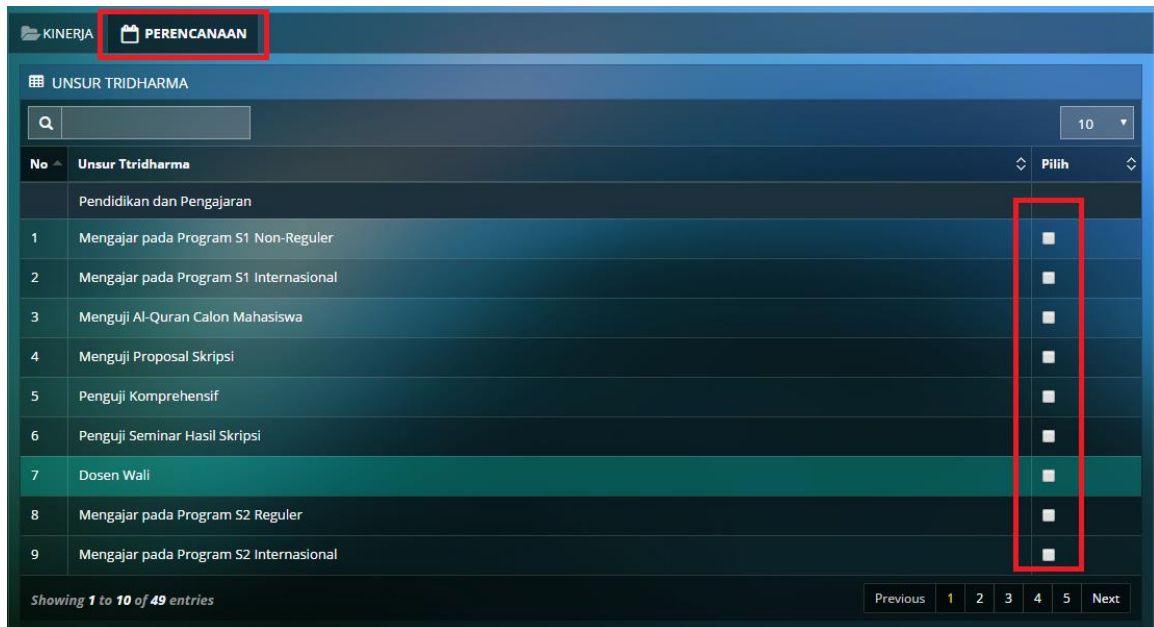 KINERJA PERENCANAAN
UNSUR TRIDHARMA
10
No Unsur Ttridharma Pilih
Pendidikan dan Pengajaran
1 Mengajar pada Program S1 Non-Reguler
2 Mengajar pada Program S1 Internasional
3 Menguji Al-Quran Calon Mahasiswa
4 Menguji Proposal Skripsi
5 Penguji Komprehensif
6 Penguji Seminar Hasil Skripsi
7 Dosen Wali
8 Mengajar pada Program S2 Reguler
9 Mengajar pada Program S2 Internasional
Showing 1 to 10 of 49 entries Previous 1 2 3 4 5 Next